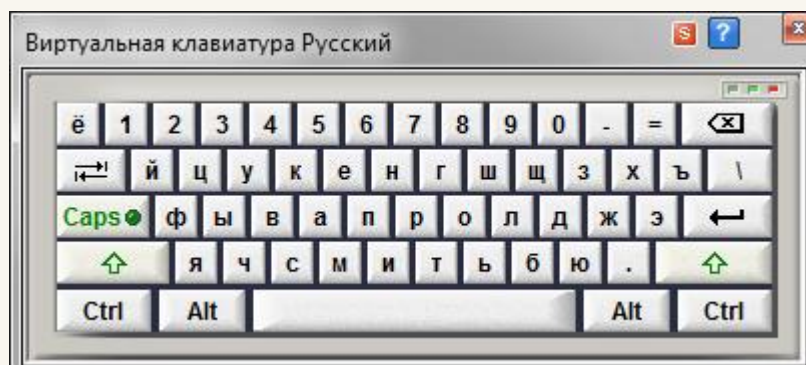 Виртуальная клавиатура Русский S ? x
ё 1 2 3 4 5 6 7 8 9 0 - =
й ц у к е н г ш щ з х ъ \
Caps ф ы в а п р о л д ж э
я ч с м и т ь б ю .
Ctrl Alt Alt Ctrl